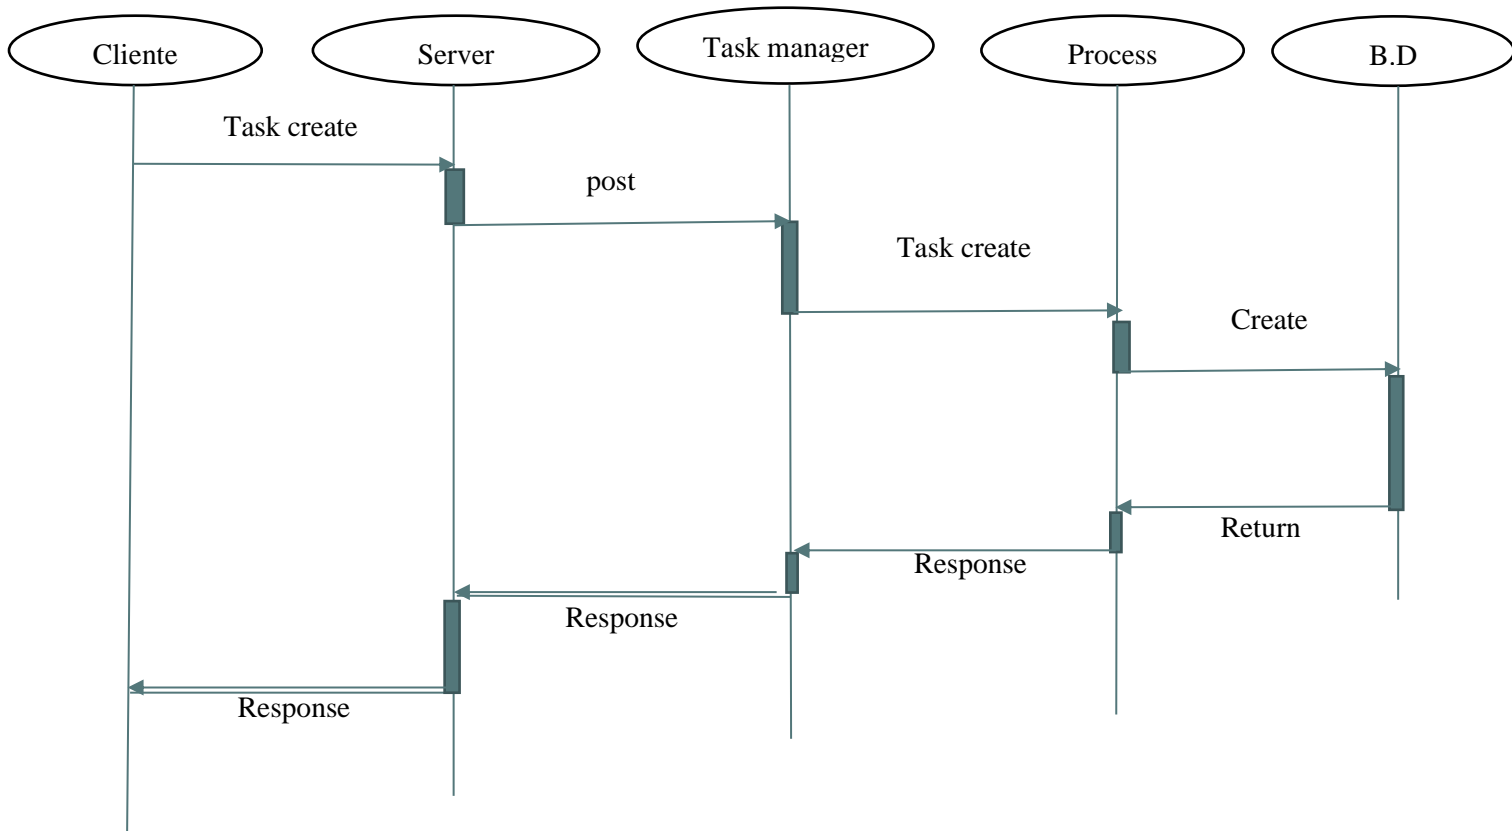 Cliente
Server
Task manager
Process
B.D
Task create
post
Task create
Create
Return
Response
Response
Response